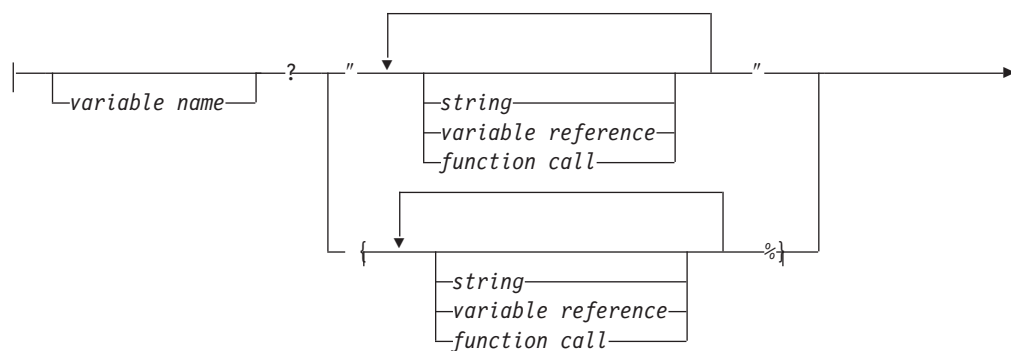 ? " "
variable name
string
variable reference
function call
{ %}
string
variable reference
function call